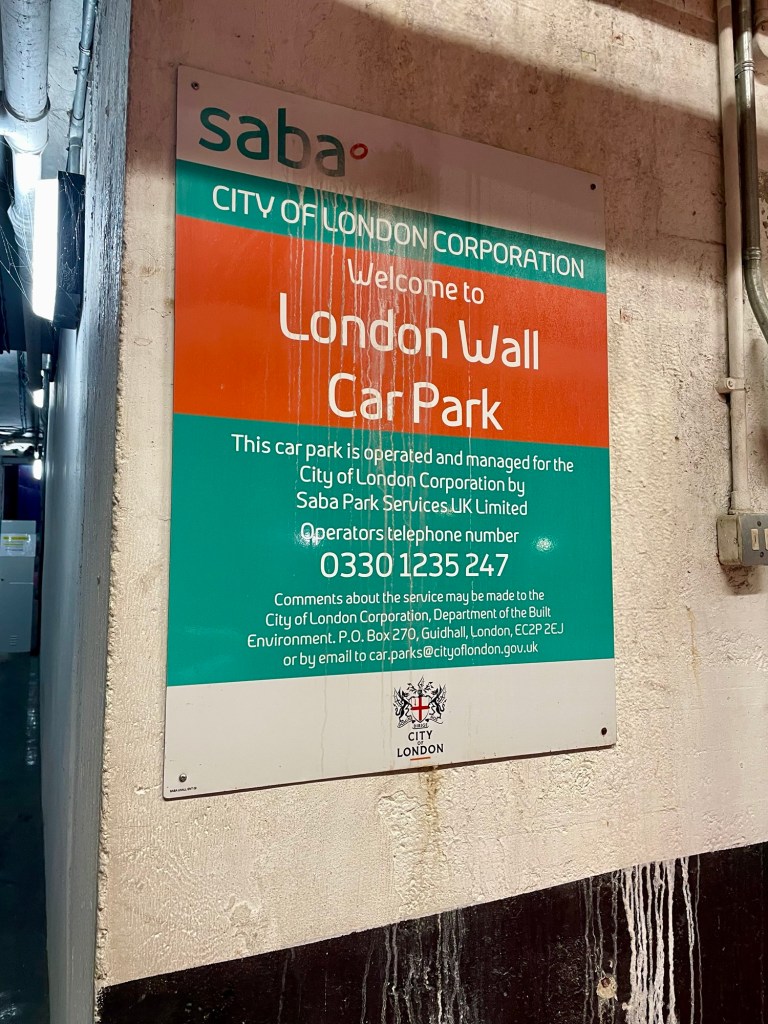 saba
CITY OF LONDON CORPORATION
Welcome to
London Wall
Car Park
This car park is operated and managed for the
City of London Corporation by
Saba Park Services UK Limited
Operators telephone number
0330 1235 247
Comments about the service may be made to the
City of London Corporation, Department of the Built
Environment. P.O. Box 270, Guidhall, London, EC2P 2EJ
or by email to car.parks@cityoflondon.gov.uk
CITY
OF
LONDON